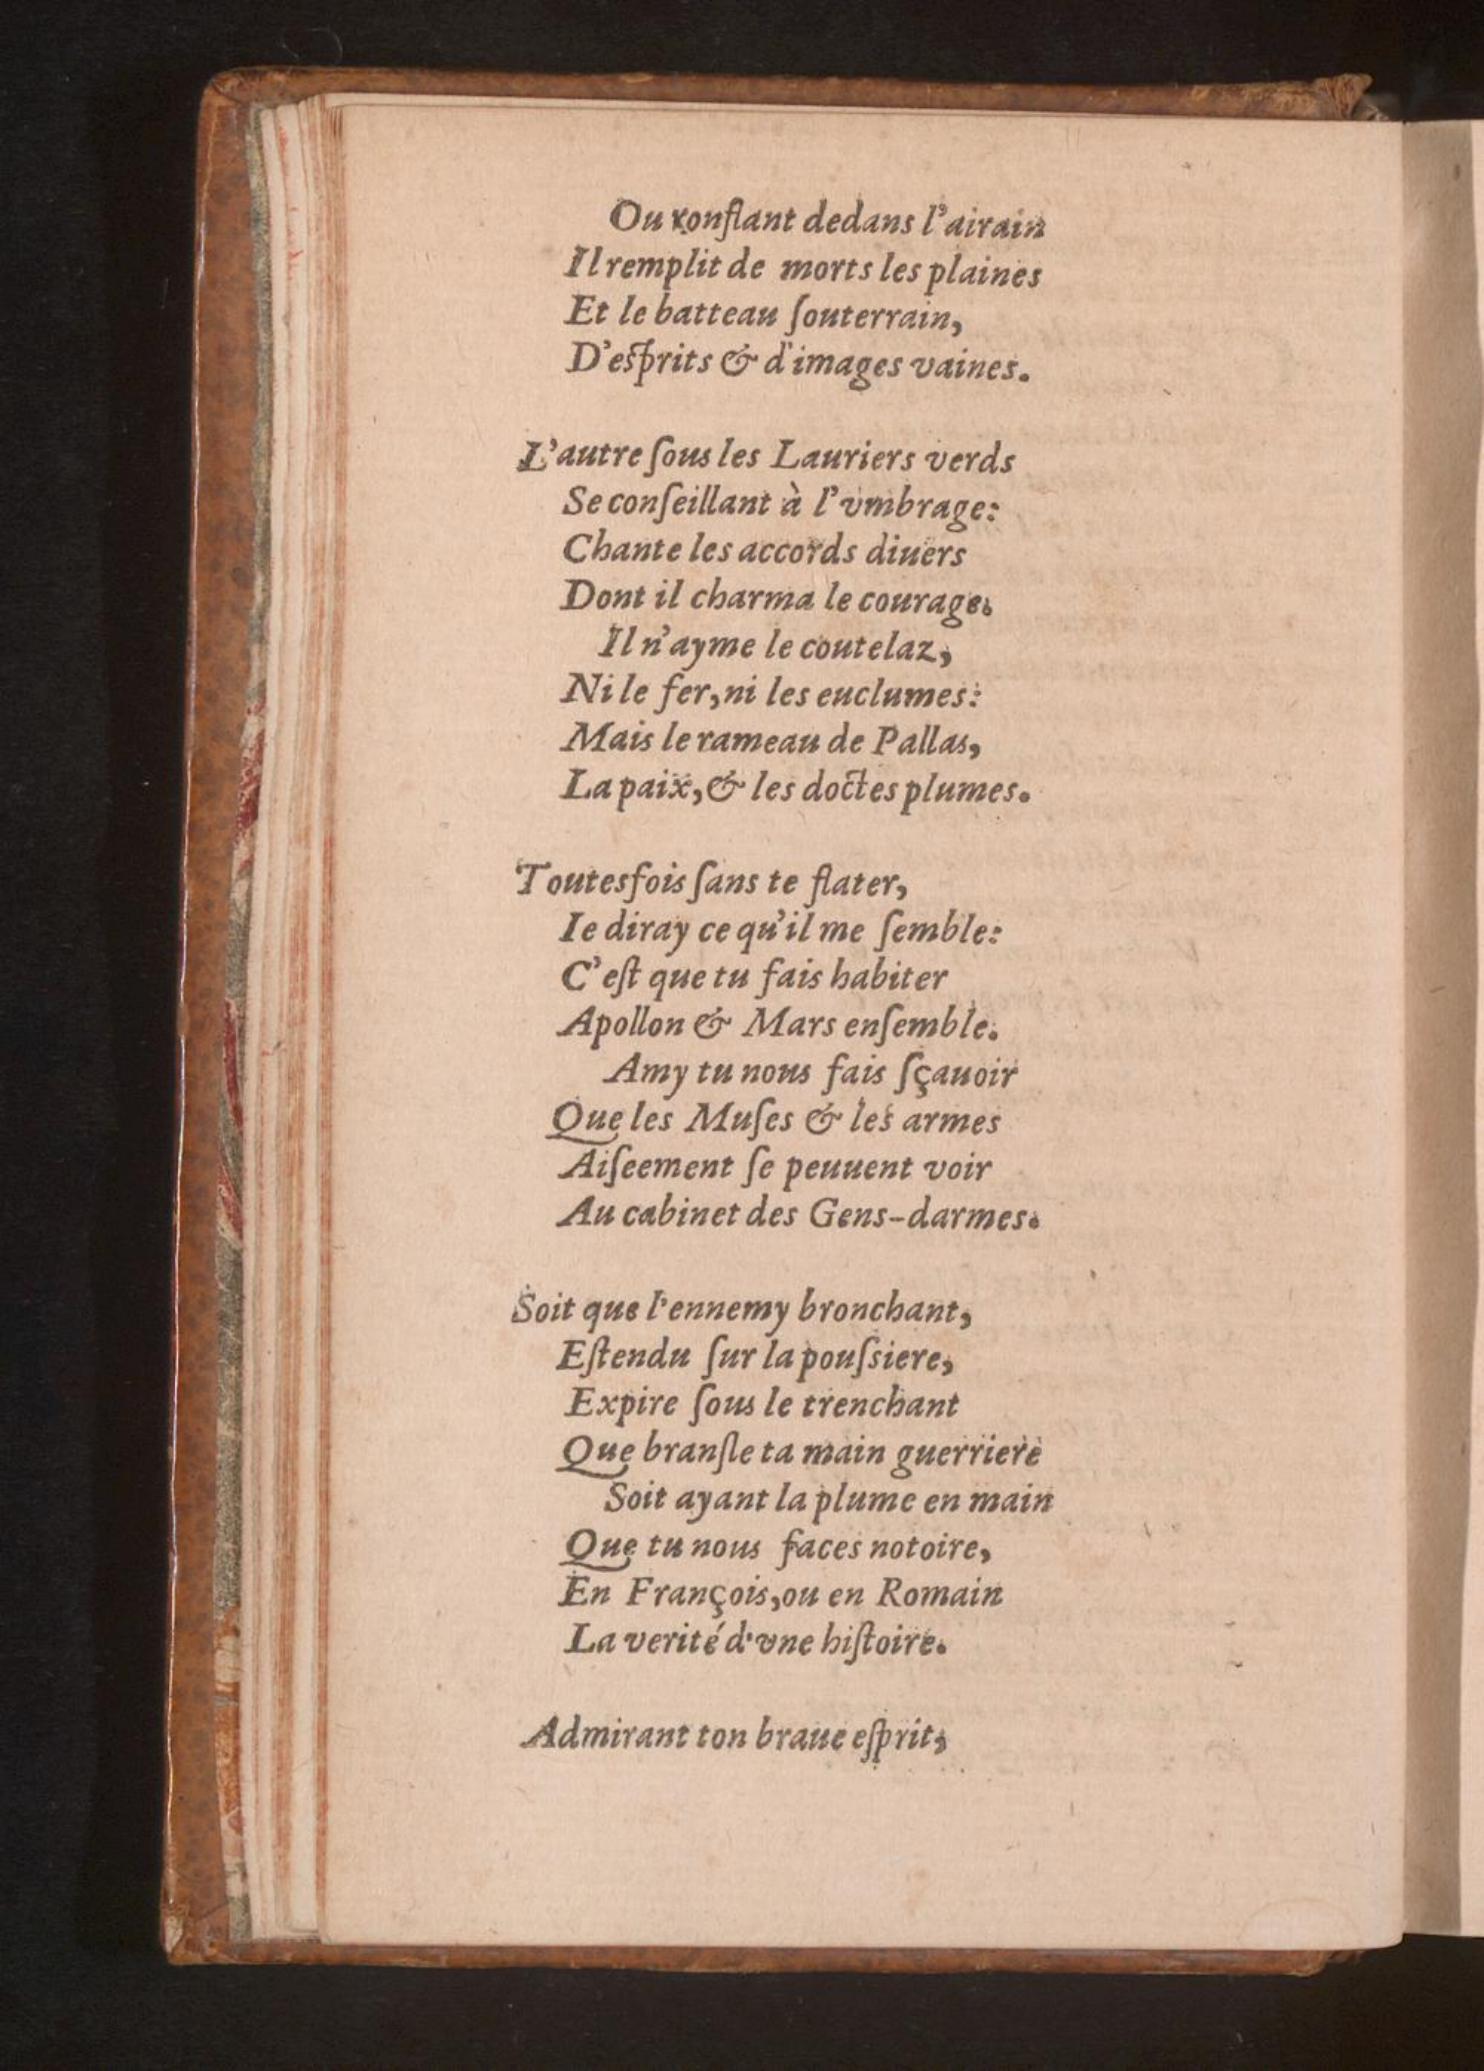 Ou ronflant dedans l'airain
Il remplit de morts les plaines
Et le batteau ſouterrain,
D'eſprits & d'images vaines.
L'autre ſous les Lauriers verds
Se conſeillant à l'vmbrage:
Chante les accords diuers
Dont il charma le courage.
Il n'ayme le coutelaz,
Ni le fer, ni les euclumes:
Mais le rameau de Pallas,
La paix, & les doctes plumes.
Toutesfois ſans te flater,
Ie diray ce qu'il me ſemble:
C'eſt que tu fais habiter
Apollon & Mars enſemble.
Amy tu nous fais ſçauoir
Que les Muſes & les armes
Aiſeement ſe peuuent voir
Au cabinet des Gens-darmes.
Soit que l'ennemy bronchant,
Eſtendu ſur la pouſsiere,
Expire ſous le trenchant
Que branſle ta main guerriere
Soit ayant la plume en main
Que tu nous faces notoire,
En François, ou en Romain
La verité d'vne hiſtoire.
Admirant ton braue eſprit,